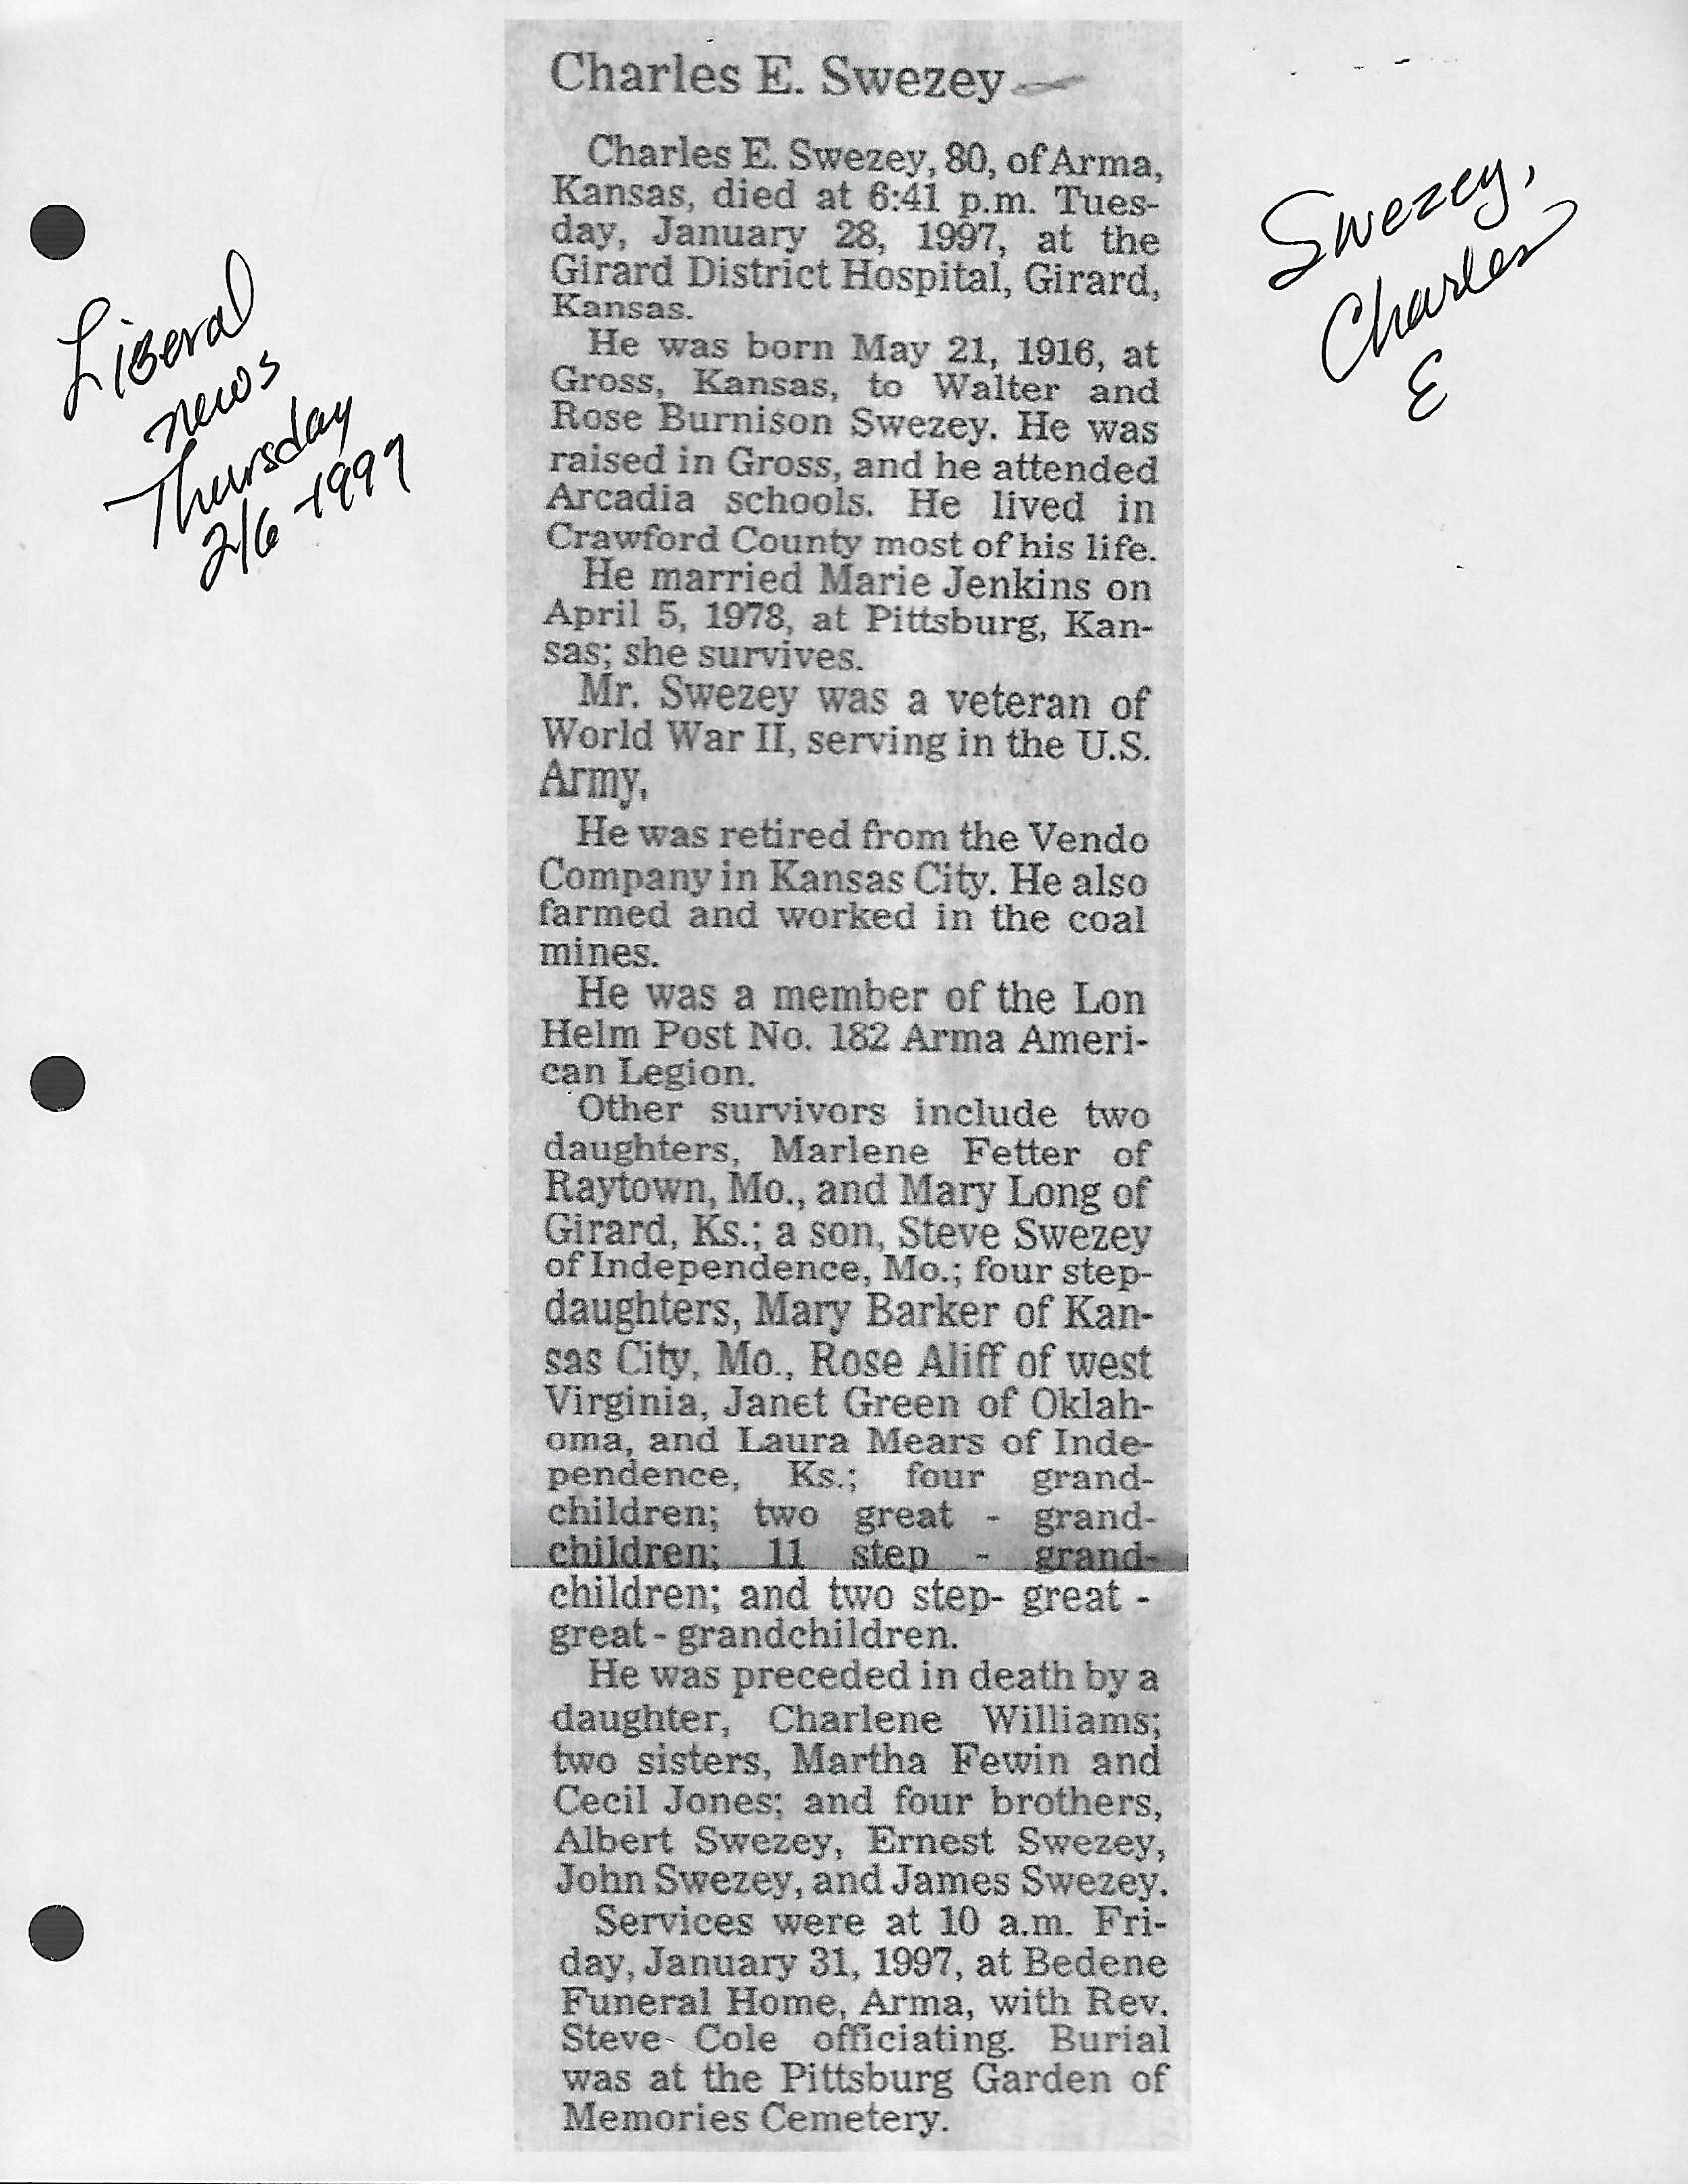 Charles E. Swezey
Charles E. Swezey, 80, of Arma,
Kansas, died at 6:41 p.m. Tues-
day, January 28, 1997, at the
Girard District Hospital, Girard,
Kansas.
He was born May 21, 1916, at
Gross, Kansas, to Walter and
Rose Burnison Swezey. He was
raised in Gross, and he attended
Arcadia schools. He lived in
Crawford County most of his life.
He married Marie Jenkins on
April 5, 1978, at Pittsburg, Kan-
sas; she survives.
Mr. Swezey was a veteran of
World War II, serving in the U.S.
Army.
He was retired from the Vendo
Company in Kansas City. He also
farmed and worked in the coal
mines.
He was a member of the Lon
Helm Post No. 182 Arma Ameri-
can Legion.
Other survivors include two
daughters, Marlene Fetter of
Raytown, Mo., and Mary Long of
Girard, Ks.; a son, Steve Swezey
of Independence, Mo.; four step-
daughters, Mary Barker of Kan-
sas City, Mo., Rose Aliff of west
Virginia, Janet Green of Oklah-
oma, and Laura Mears of Inde-
pendence, Ks.; four grand-
children; two great - grand-
children; 11 step - grand-
children; and two step- great -
great - grandchildren.
He was preceded in death by a
daughter, Charlene Williams;
two sisters, Martha Fewin and
Cecil Jones; and four brothers,
Albert Swezey, Ernest Swezey,
John Swezey, and James Swezey.
Services were at 10 a.m. Fri-
day, January 31, 1997, at Bedene
Funeral Home, Arma, with Rev.
Steve Cole officiating. Burial
was at the Pittsburg Garden of
Memories Cemetery.
Liberal
news
Thursday
2/6-1997
Swezey,
Charles
E